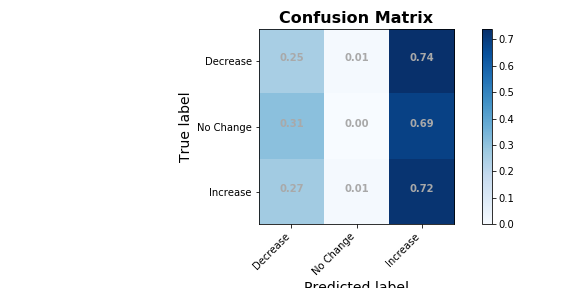 Confusion Matrix
True label
Decrease 0.25 0.01 0.74
No Change 0.31 0.00 0.69
Increase 0.27 0.01 0.72
Decrease No Change Increase
Predicted label
0.7
0.6
0.5
0.4
0.3
0.2
0.1
0.0